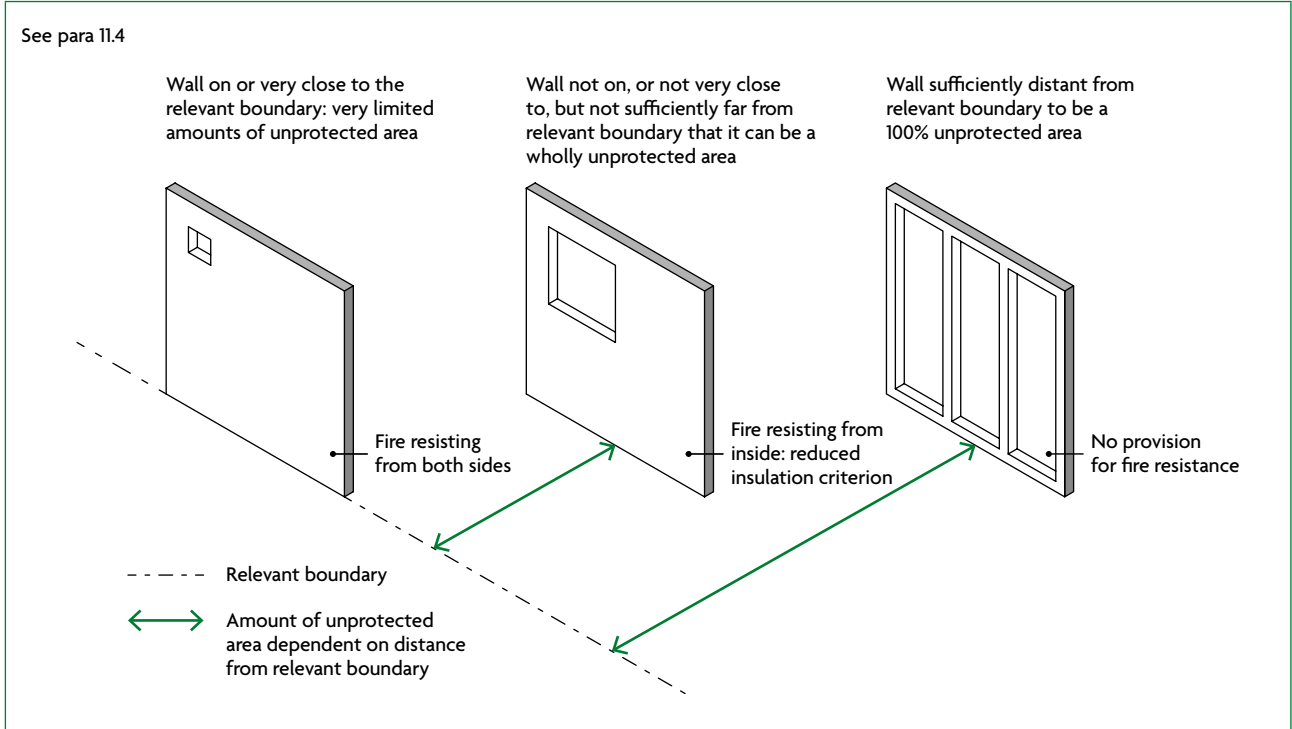 See para 11.4
Wall on or very close to the
relevant boundary: very limited
amounts of unprotected area
Wall not on, or not very close
to, but not sufficiently far from
relevant boundary that it can be a
wholly unprotected area
Wall sufficiently distant from
relevant boundary to be a
100% unprotected area
Fire resisting
from both sides
Fire resisting from
inside: reduced
insulation criterion
No provision
for fire resistance
Relevant boundary
Amount of unprotected
area dependent on distance
from relevant boundary